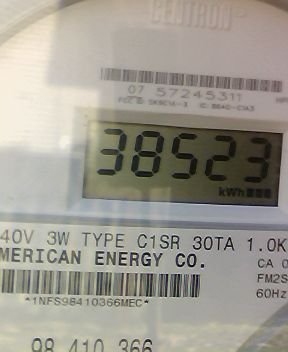 CENTRON
07 57245311
38523
kWh
40V 3W TYPE C1SR 30TA 1.0K
MERICAN ENERGY CO.
CA 0
FM2S
60Hz
*1NFS98410366MEC*
98 410 366